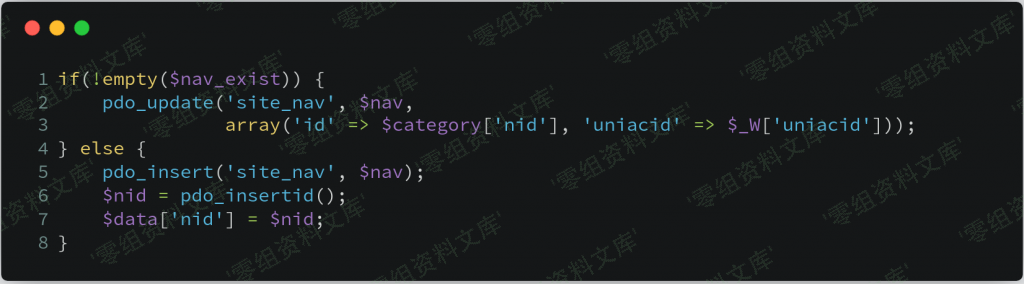 1 if(!empty($nav_exist)) {
2     pdo_update('site_nav', $nav,
3                array('id' => $category['nid'], 'uniacid' => $_W['uniacid']));
4 } else {
5     pdo_insert('site_nav', $nav);
6     $nid = pdo_insertid();
7     $data['nid'] = $nid;
8 }
'零组资料文库'